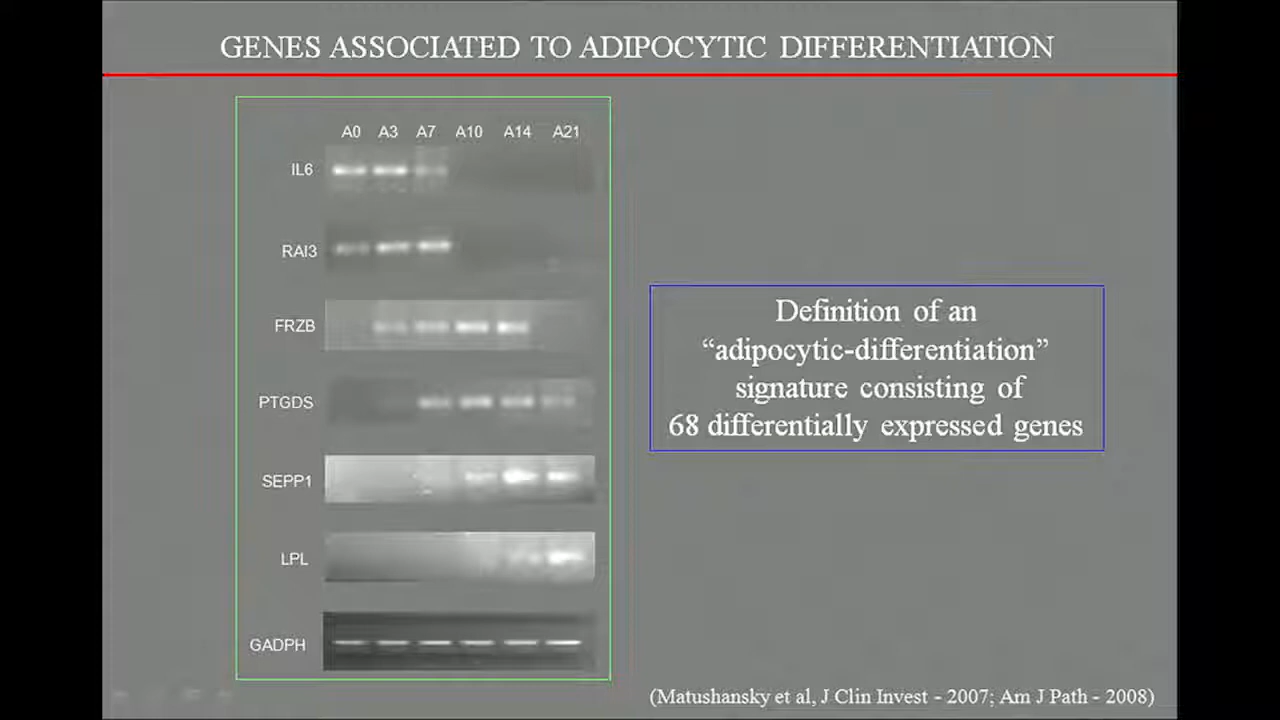 GENES ASSOCIATED TO ADIPOCYTIC DIFFERENTIATION
A0 A3 A7 A10 A14 A21
IL6
RAI3
FRZB
PTGDS
SEPP1
LPL
GADPH
Definition of an
“adipocytic-differentiation”
signature consisting of
68 differentially expressed genes
(Matushansky et al, J Clin Invest - 2007; Am J Path - 2008)